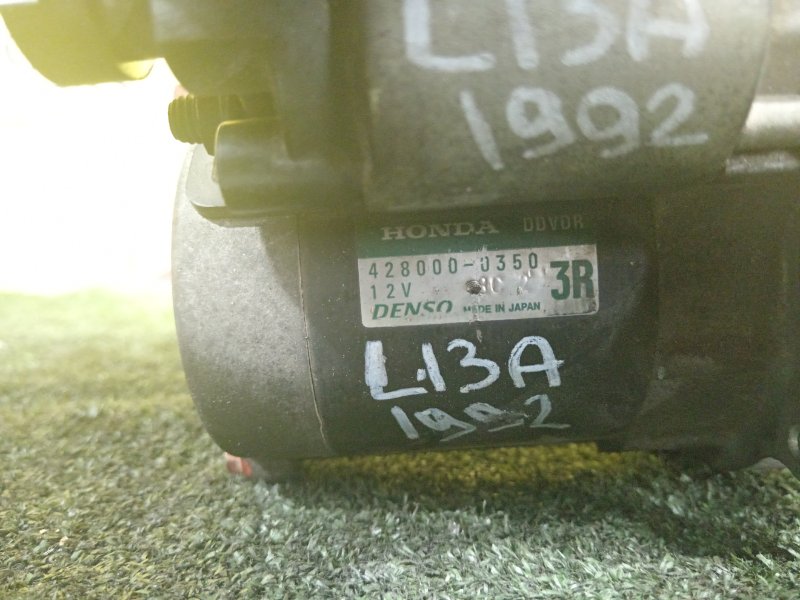 L13A
1992
HONDA DDVDR
428000-0350
12V 3R
DENSO MADE IN JAPAN
L13A
1992